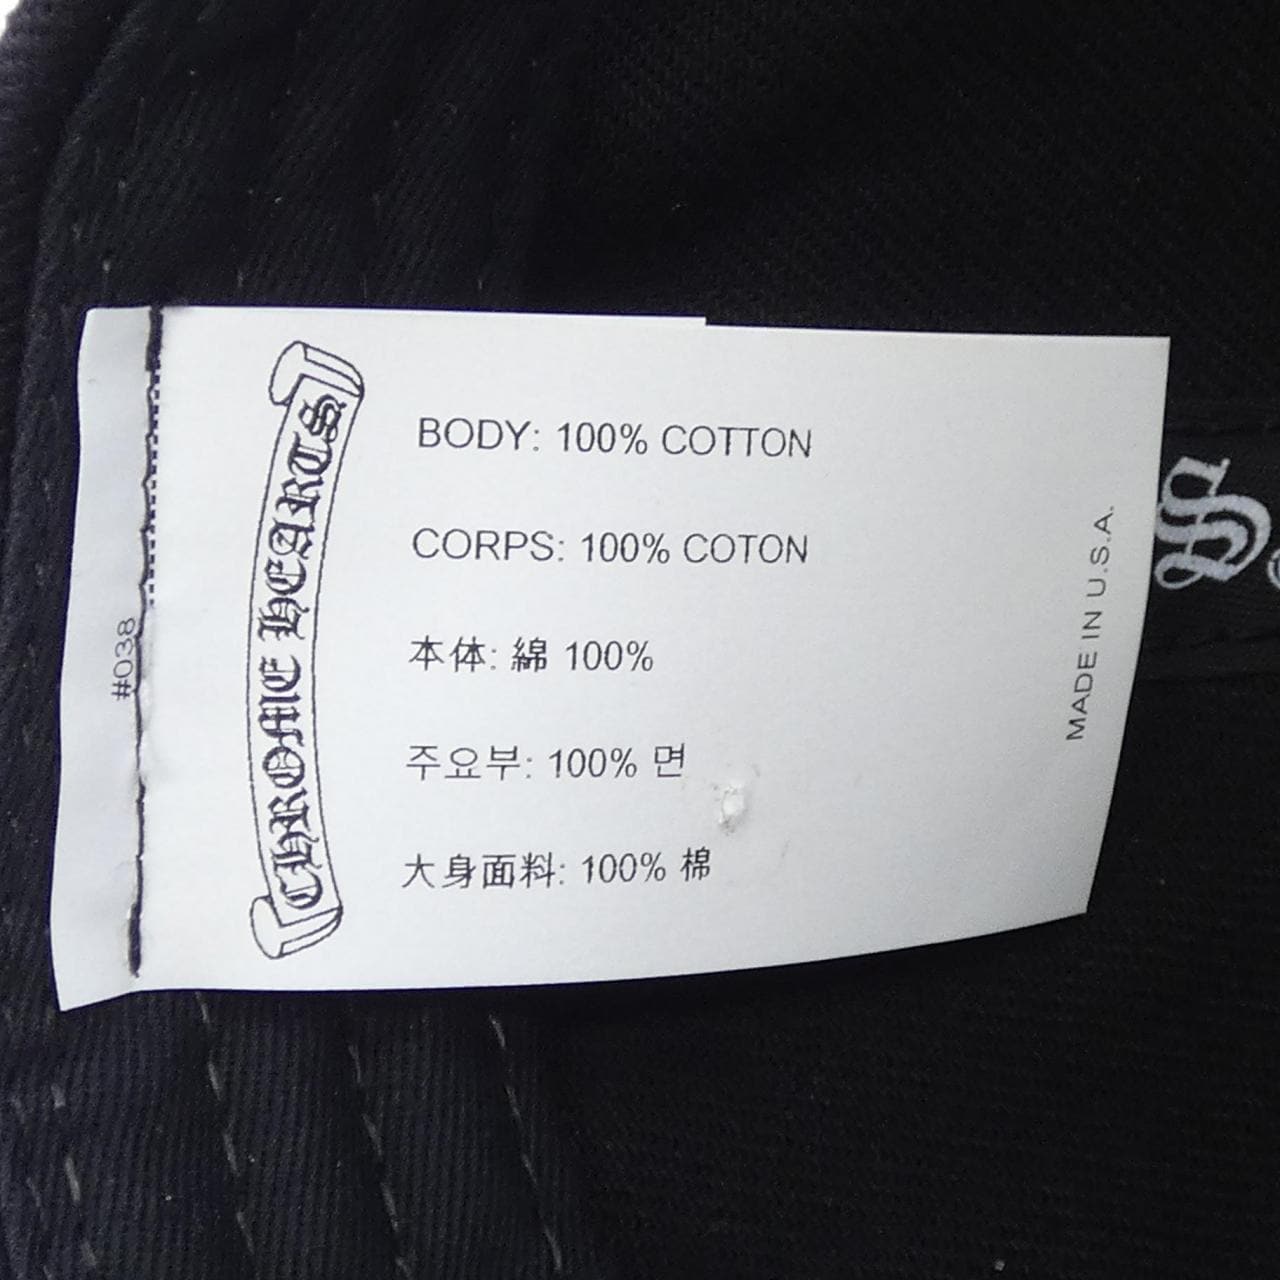 CHROME HEARTS
BODY: 100% COTTON
CORPS: 100% COTON
本体: 綿 100%
주요부: 100% 면
大身面料: 100% 棉
MADE IN U.S.A.
#038
S